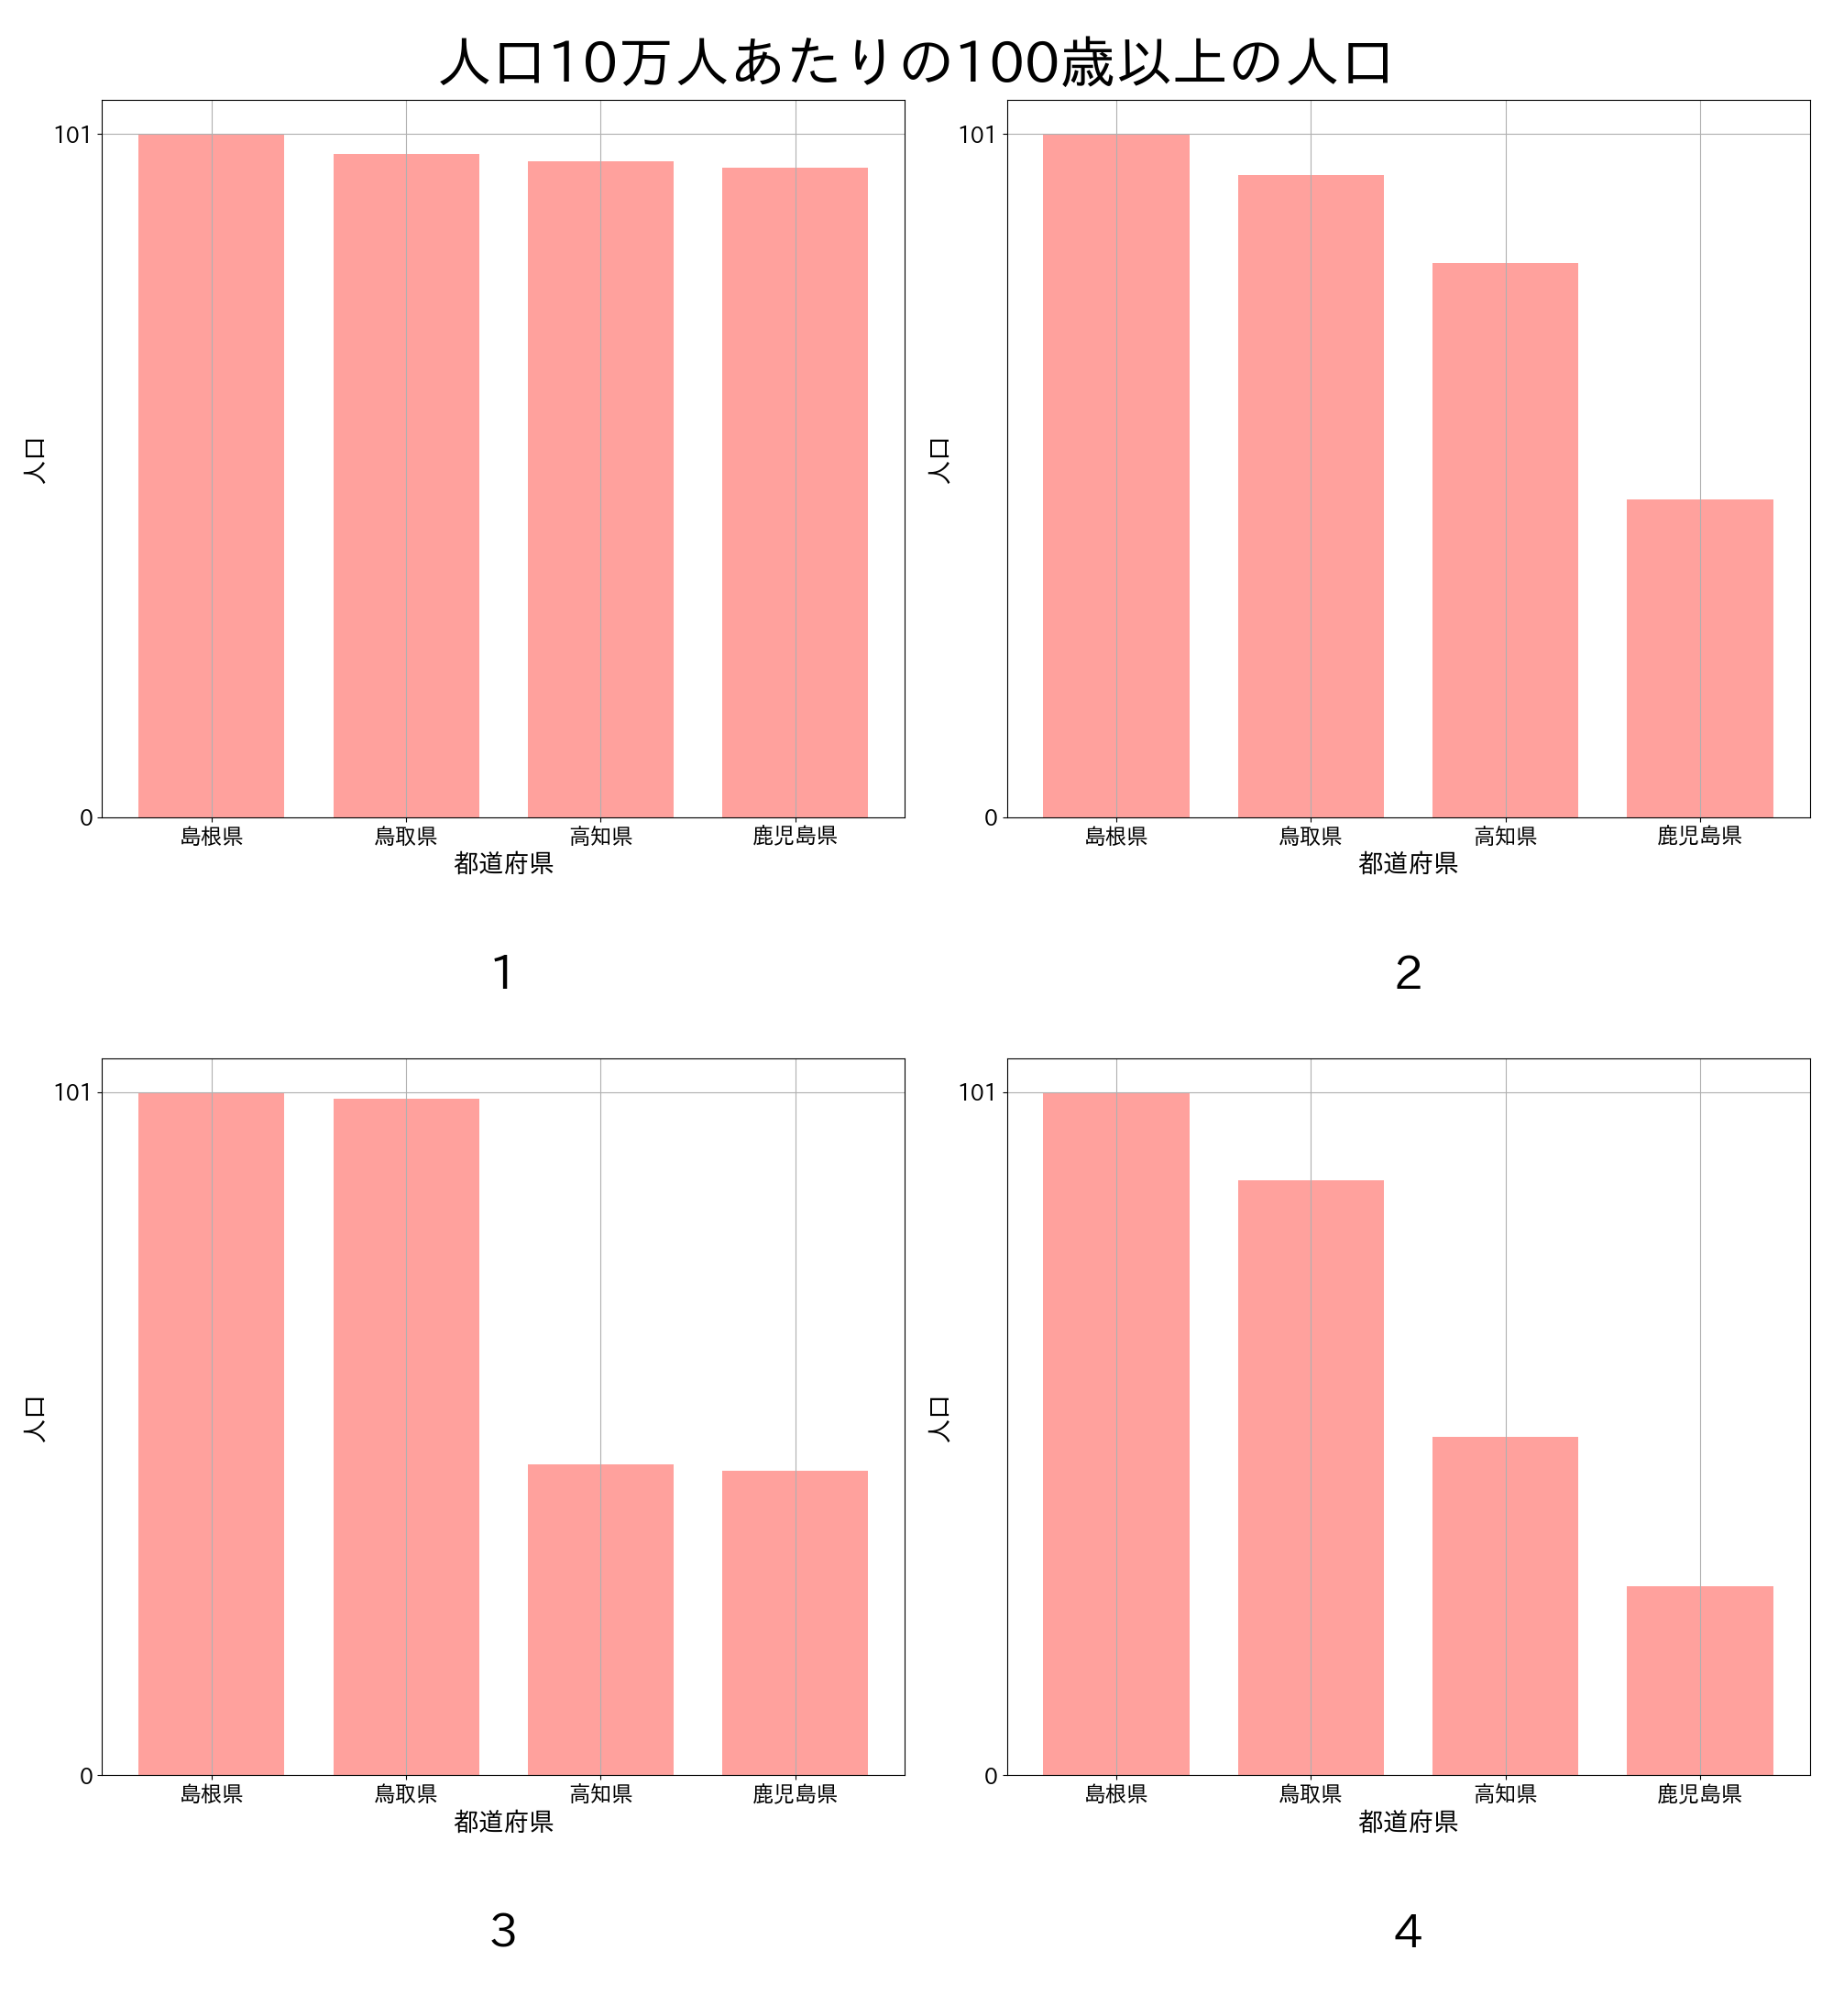 人口10万人あたりの100歳以上の人口
101
0
人口
島根県 鳥取県 高知県 鹿児島県
都道府県
1
101
0
人口
島根県 鳥取県 高知県 鹿児島県
都道府県
2
101
0
人口
島根県 鳥取県 高知県 鹿児島県
都道府県
3
101
0
人口
島根県 鳥取県 高知県 鹿児島県
都道府県
4